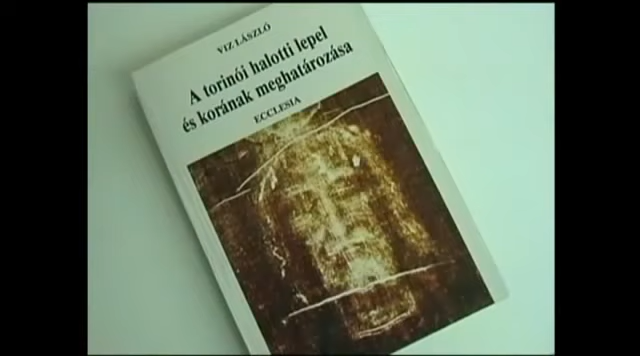 VIZ LÁSZLÓ
A torinói halotti lepel
és korának meghatározása
ECCLESIA